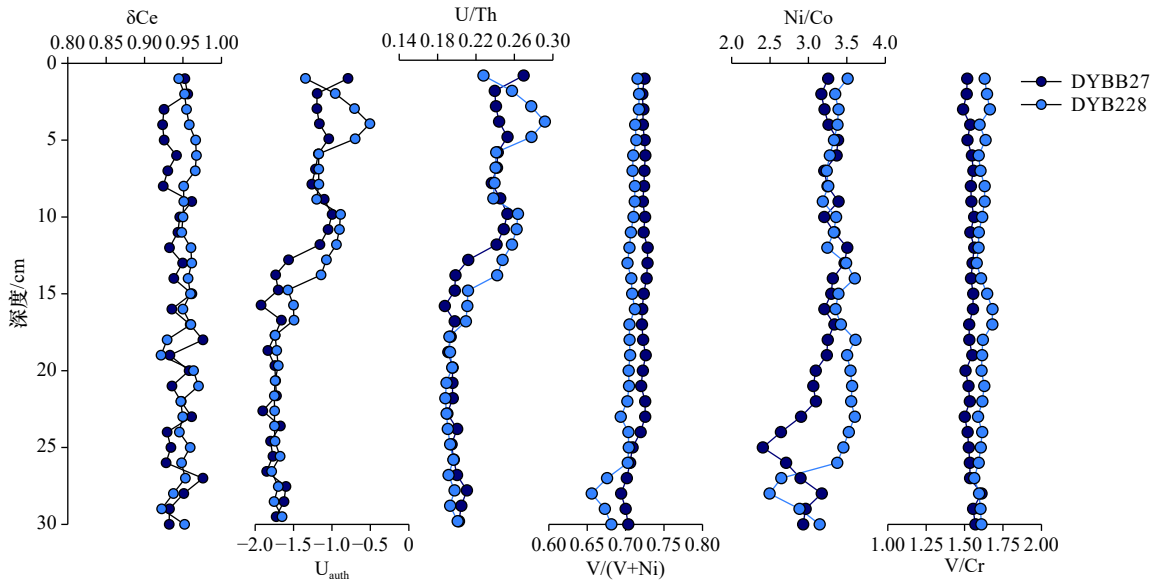 δCe
U/Th
Ni/Co
0.80 0.85 0.90 0.95 1.00
0.14 0.18 0.22 0.26 0.30
2.0 2.5 3.0 3.5 4.0
DYBB27
DYB228
0
5
10
15
20
25
30
深度/cm
−2.0 −1.5 −1.0 −0.5 0
0.60 0.65 0.70 0.75 0.80
1.00 1.25 1.50 1.75 2.00
Uauth
V/(V+Ni)
V/Cr